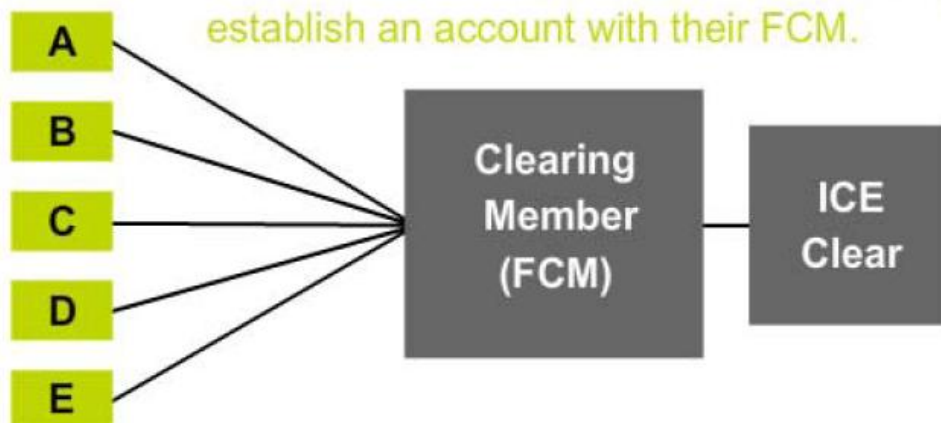 establish an account with their FCM.
A
B
C
D
E
Clearing
Member
(FCM)
ICE
Clear